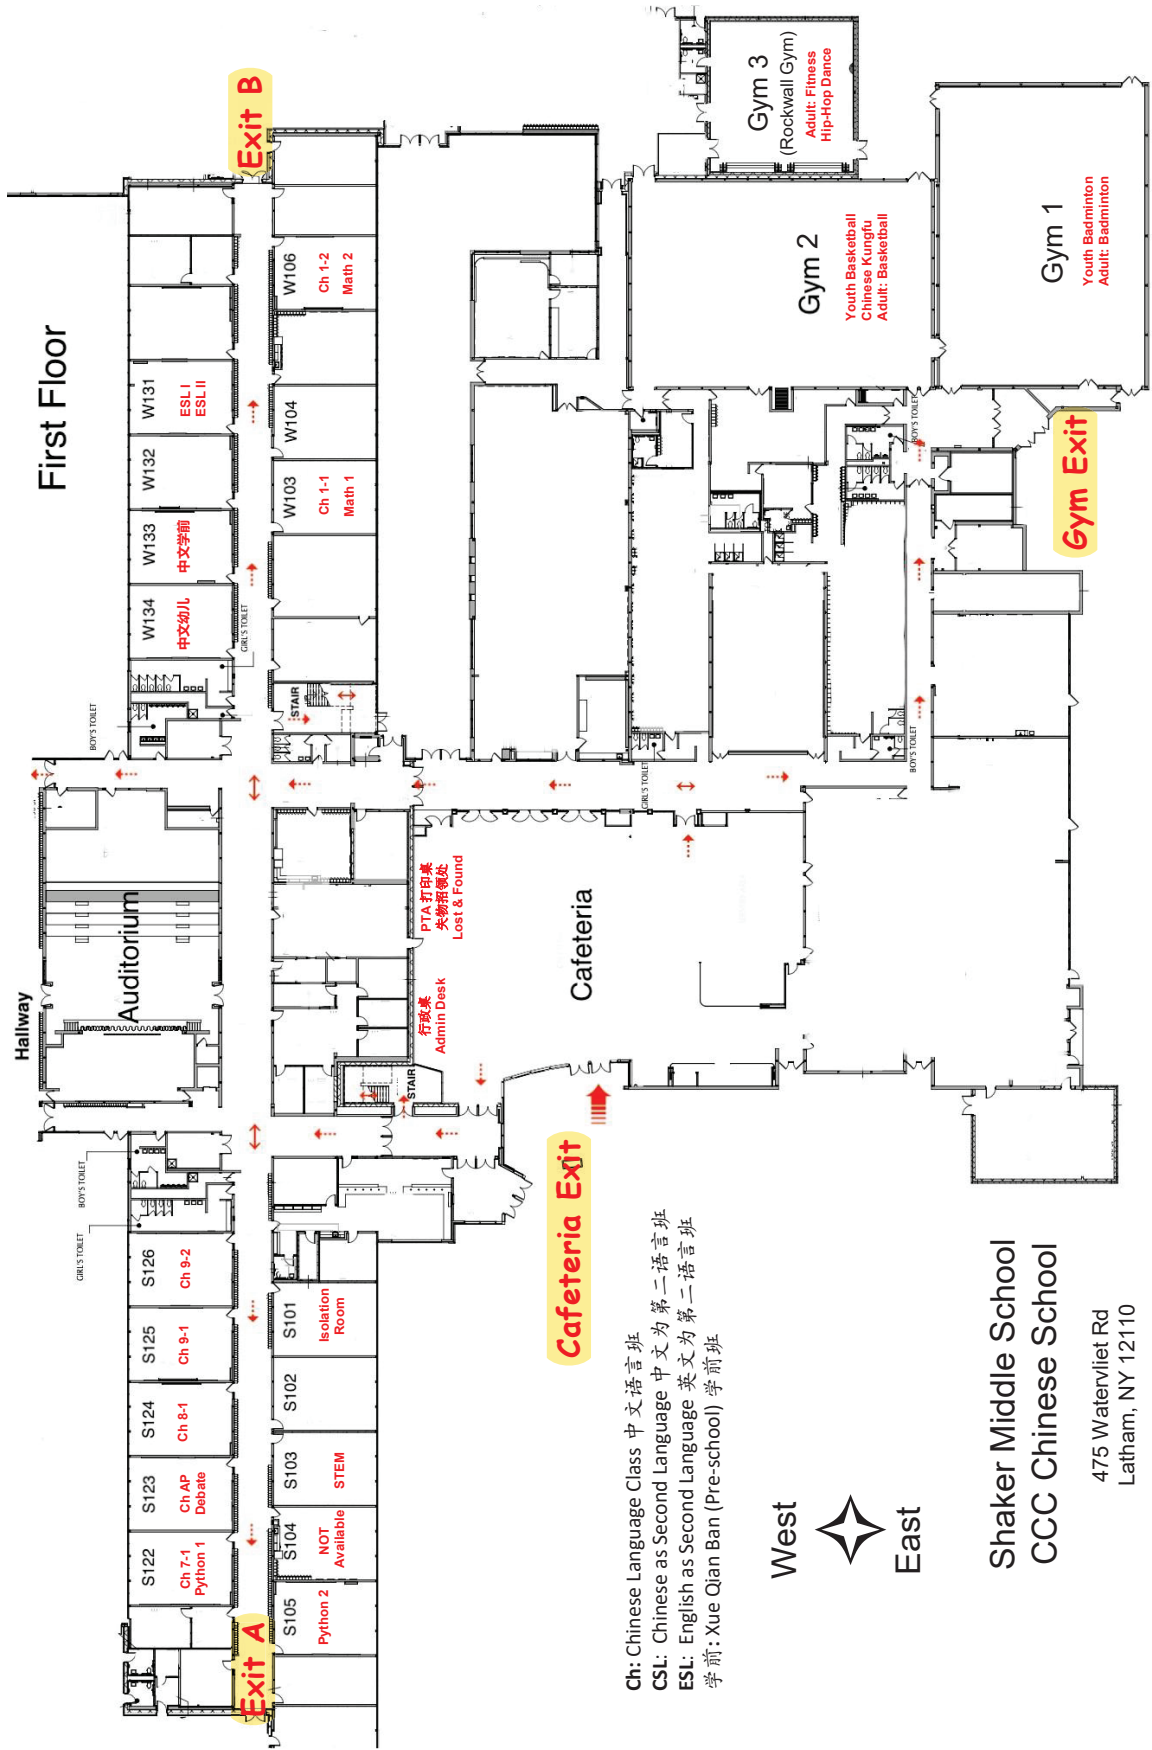 First Floor
Hallway
Auditorium
BOY'S TOILET
GIRL'S TOILET
BOY'S TOILET
GIRL'S TOILET
S122
Ch 7-1
Python 1
S123
Ch AP
Debate
S124
Ch 8-1
S125
Ch 9-1
S126
Ch 9-2
W134
中文幼儿
W133
中文学前
W132
W131
ESL I
ESL II
Exit A
Exit B
S105
Python 2
S104
NOT
Available
S103
STEM
S102
S101
Isolation
Room
STAIR
STAIR
W103
Ch 1-1
Math 1
W104
W106
Ch 1-2
Math 2
行政桌
Admin Desk
PTA 打印桌
失物招领处
Lost & Found
Cafeteria
Cafeteria Exit
GIRL'S TOILET
BOY'S TOILET
BOY'S TOILET
Gym 3
(Rockwall Gym)
Adult: Fitness
Hip-Hop Dance
Gym 2
Youth Basketball
Chinese Kungfu
Adult: Basketball
Gym 1
Youth Badminton
Adult: Badminton
Gym Exit
Ch: Chinese Language Class 中文语言班
CSL: Chinese as Second Language 中文为第二语言班
ESL: English as Second Language 英文为第二语言班
学前: Xue Qian Ban (Pre-school) 学前班
West
East
Shaker Middle School
CCC Chinese School
475 Watervliet Rd
Latham, NY 12110